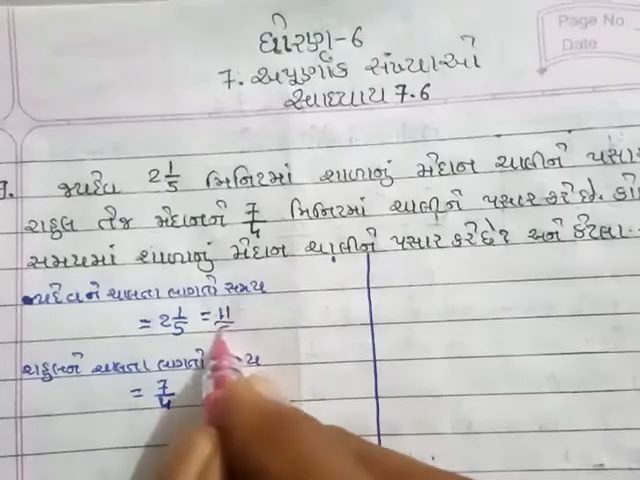 ધોરણ-6
Page No
Date
7. અપૂર્ણાંક સંખ્યાઓ
સ્વાધ્યાય 7.6
જયદેવ 2 1/5 મિનિટમાં શાળાનું મેદાન ચાલીને પસાર
રાહુલ તેજ મેદાનને 7/4 મિનિટમાં ચાલીને પસાર કરે છે. કો
સમયમાં શાળાનું મેદાન ચાલીને પસાર કરે છે? અને કેટલા
જયદેવને ચાલતા લાગતો સમય
= 2 1/5 = 11
રાહુલને ચાલતા લાગતો
= 7/4